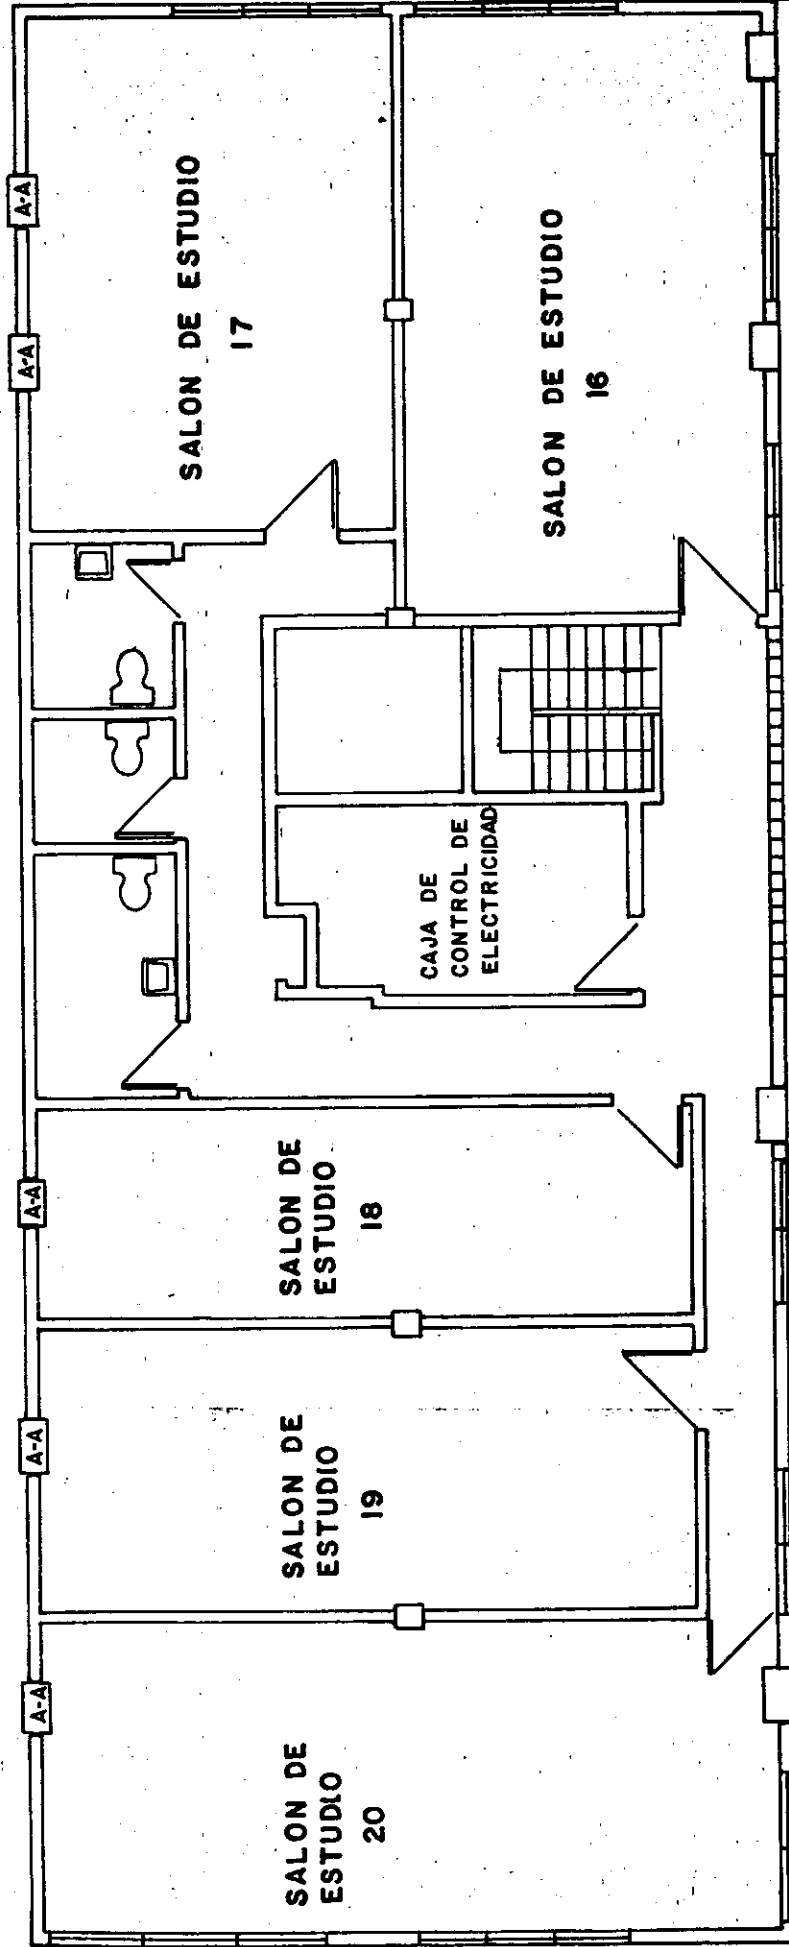 A-A
A-A
SALON DE ESTUDIO
17
SALON DE ESTUDIO
16
CAJA DE
CONTROL DE
ELECTRICIDAD
A-A
SALON DE
ESTUDIO
18
A-A
SALON DE
ESTUDIO
19
A-A
SALON DE
ESTUDIO
20